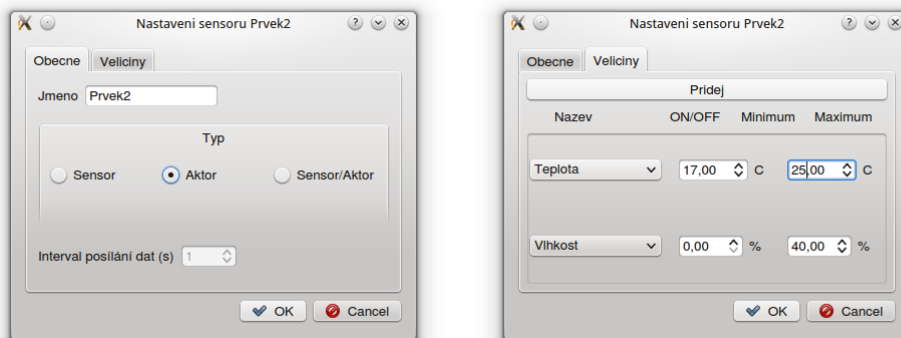 Nastaveni sensoru Prvek2
Obecne Veliciny
Jmeno Prvek2
Typ
Sensor Aktor Sensor/Aktor
Interval posílání dat (s) 1
OK Cancel
Nastaveni sensoru Prvek2
Obecne Veliciny
Pridej
Nazev ON/OFF Minimum Maximum
Teplota 17,00 C 25,00 C
Vlhkost 0,00 % 40,00 %
OK Cancel